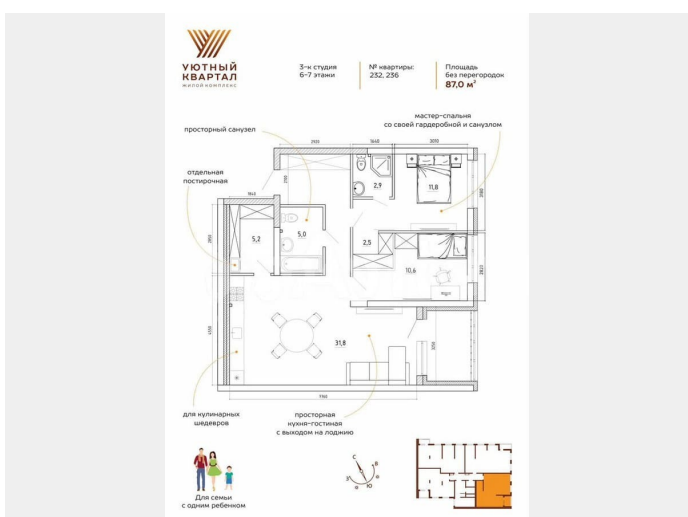 УЮТНЫЙ
КВАРТАЛ
ЖИЛОЙ КОМПЛЕКС
3-к студия
6-7 этажи
№ квартиры:
232, 236
Площадь
без перегородок
87,0 м²
мастер-спальня
со своей гардеробной и санузлом
просторный санузел
отдельная
постирочная
1640
3010
2,9
11,8
5,2
5,0
2,5
10,6
31,8
для кулинарных
шедевров
просторная
кухня-гостиная
с выходом на лоджию
Для семьи
с одним ребенком
С
В
З
Ю